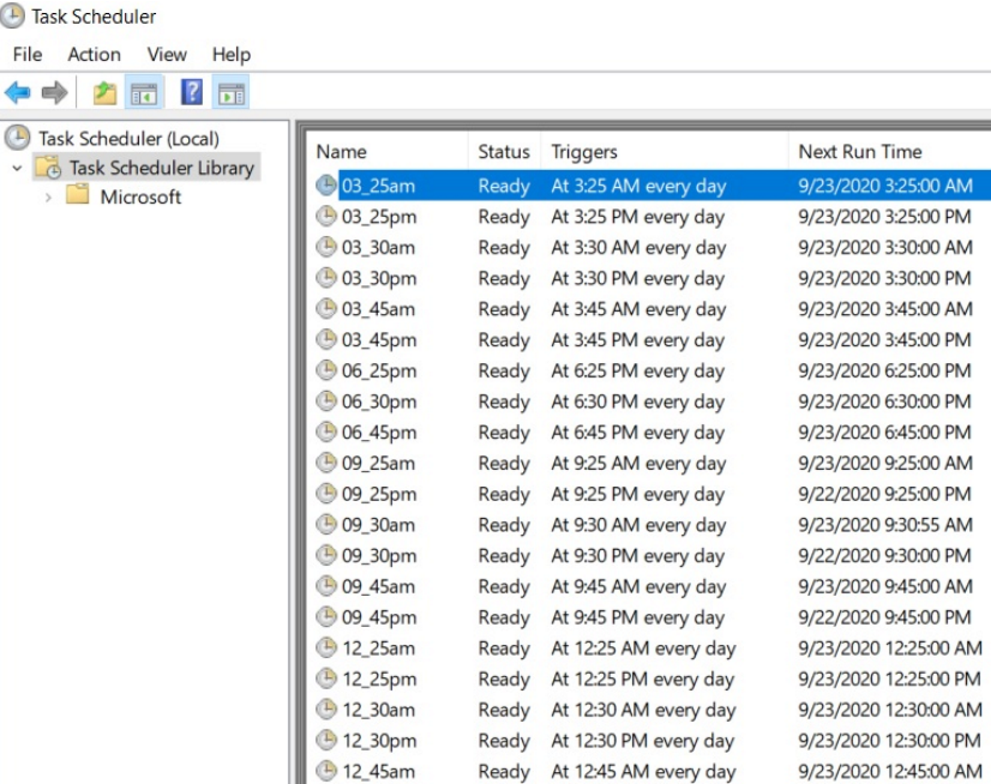 Task Scheduler
File Action View Help
Task Scheduler (Local)
Task Scheduler Library
Microsoft
Name Status Triggers Next Run Time
03_25am Ready At 3:25 AM every day 9/23/2020 3:25:00 AM
03_25pm Ready At 3:25 PM every day 9/23/2020 3:25:00 PM
03_30am Ready At 3:30 AM every day 9/23/2020 3:30:00 AM
03_30pm Ready At 3:30 PM every day 9/23/2020 3:30:00 PM
03_45am Ready At 3:45 AM every day 9/23/2020 3:45:00 AM
03_45pm Ready At 3:45 PM every day 9/23/2020 3:45:00 PM
06_25pm Ready At 6:25 PM every day 9/23/2020 6:25:00 PM
06_30pm Ready At 6:30 PM every day 9/23/2020 6:30:00 PM
06_45pm Ready At 6:45 PM every day 9/23/2020 6:45:00 PM
09_25am Ready At 9:25 AM every day 9/23/2020 9:25:00 AM
09_25pm Ready At 9:25 PM every day 9/22/2020 9:25:00 PM
09_30am Ready At 9:30 AM every day 9/23/2020 9:30:55 AM
09_30pm Ready At 9:30 PM every day 9/22/2020 9:30:00 PM
09_45am Ready At 9:45 AM every day 9/23/2020 9:45:00 AM
09_45pm Ready At 9:45 PM every day 9/22/2020 9:45:00 PM
12_25am Ready At 12:25 AM every day 9/23/2020 12:25:00 AM
12_25pm Ready At 12:25 PM every day 9/23/2020 12:25:00 PM
12_30am Ready At 12:30 AM every day 9/23/2020 12:30:00 AM
12_30pm Ready At 12:30 PM every day 9/23/2020 12:30:00 PM
12_45am Ready At 12:45 AM every day 9/23/2020 12:45:00 AM